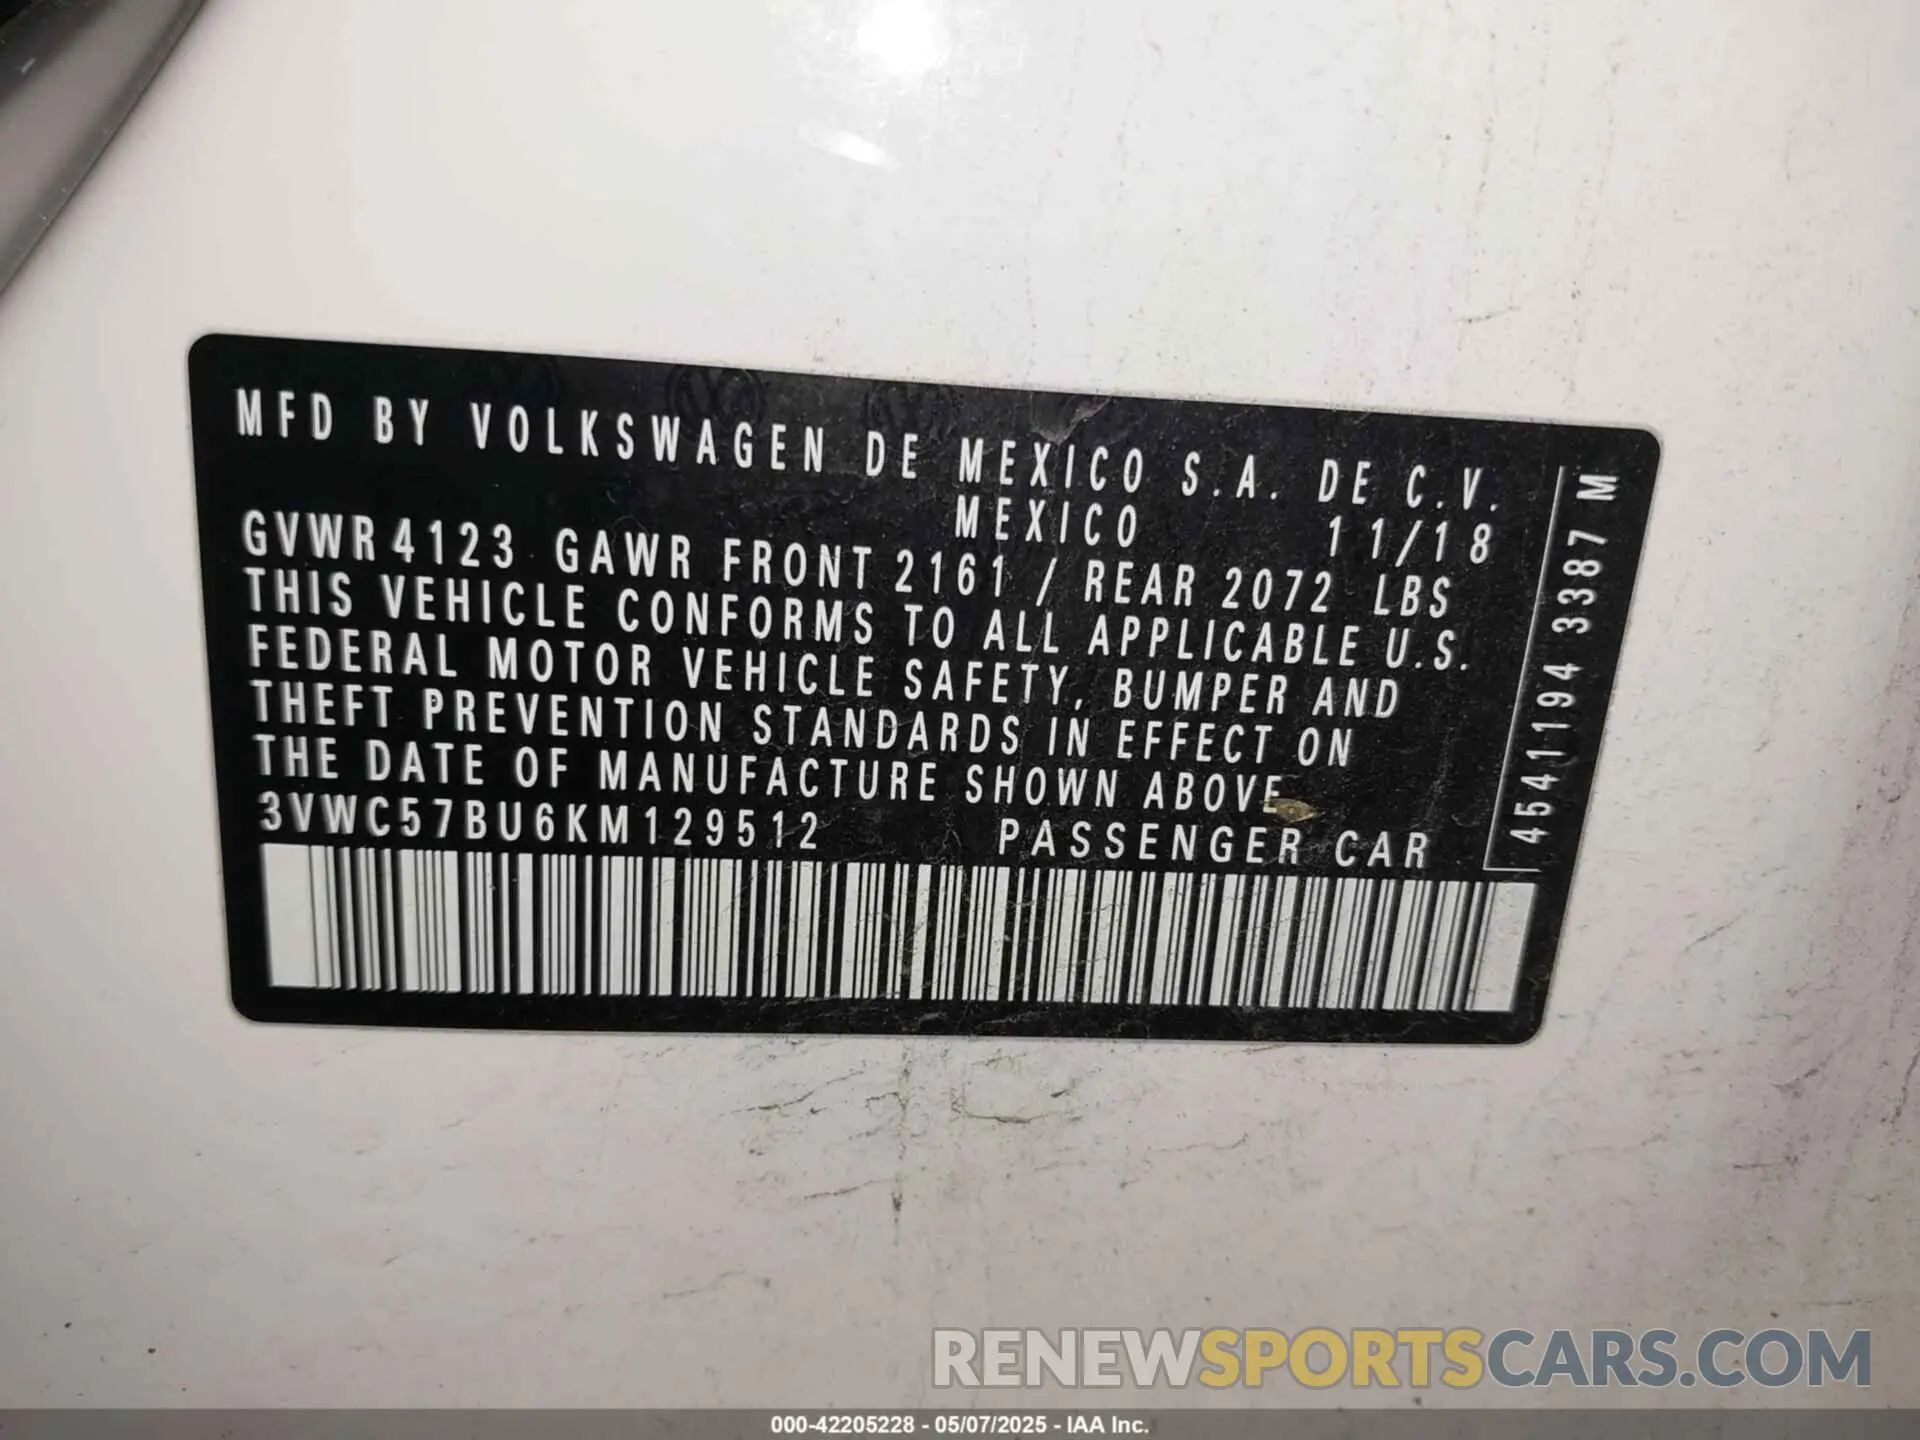 MFD BY VOLKSWAGEN DE MEXICO S.A. DE C.V.
MEXICO 11/18
GVWR 4123 GAWR FRONT 2161 / REAR 2072 LBS
THIS VEHICLE CONFORMS TO ALL APPLICABLE U.S.
FEDERAL MOTOR VEHICLE SAFETY, BUMPER AND
THEFT PREVENTION STANDARDS IN EFFECT ON
THE DATE OF MANUFACTURE SHOWN ABOVE
3VWC57BU6KM129512 PASSENGER CAR
4541194 3387 M
RENEWSPORTSCARS.COM
000-42205228 - 05/07/2025 - IAA Inc.